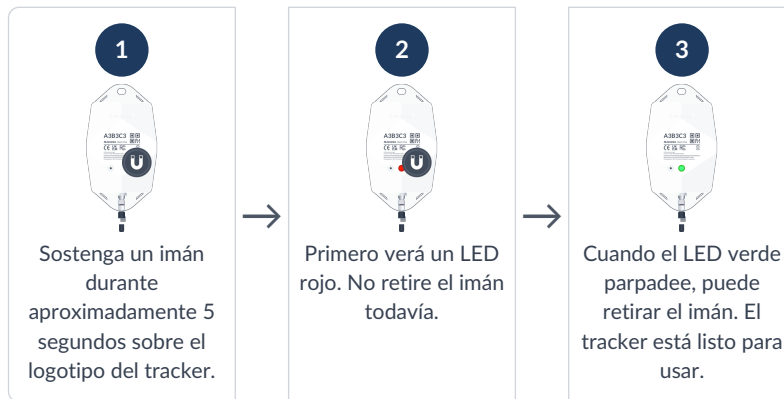 1
A3B3C3
Sostenga un imán
durante
aproximadamente 5
segundos sobre el
logotipo del tracker.
2
A3B3C3
Primero verá un LED
rojo. No retire el imán
todavía.
3
A3B3C3
Cuando el LED verde
parpadee, puede
retirar el imán. El
tracker está listo para
usar.